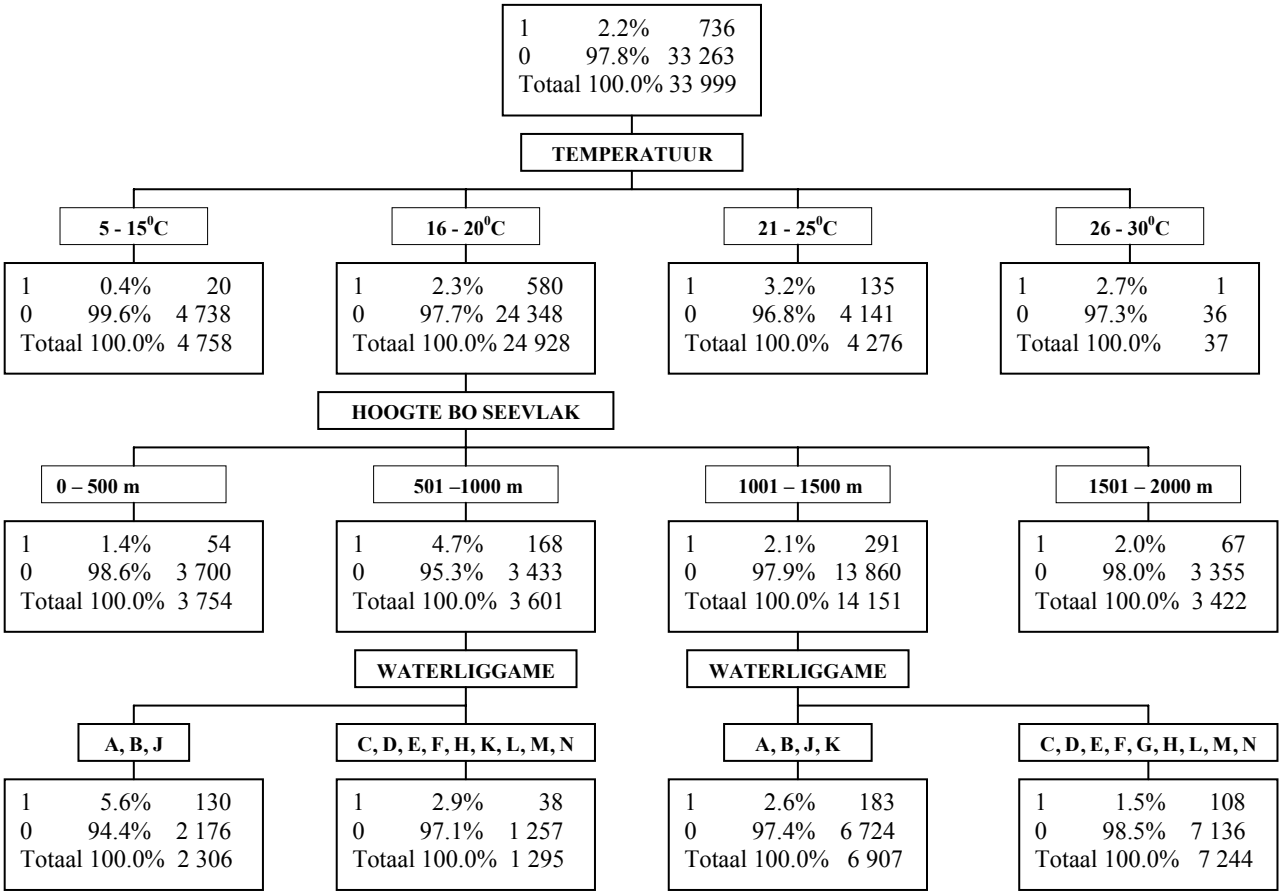 1 2.2% 736
0 97.8% 33 263
Totaal 100.0% 33 999
TEMPERATUUR
5 - 15⁰C
16 - 20⁰C
21 - 25⁰C
26 - 30⁰C
1 0.4% 20
0 99.6% 4 738
Totaal 100.0% 4 758
1 2.3% 580
0 97.7% 24 348
Totaal 100.0% 24 928
1 3.2% 135
0 96.8% 4 141
Totaal 100.0% 4 276
1 2.7% 1
0 97.3% 36
Totaal 100.0% 37
HOOGTE BO SEEVLAK
0 – 500 m
501 –1000 m
1001 – 1500 m
1501 – 2000 m
1 1.4% 54
0 98.6% 3 700
Totaal 100.0% 3 754
1 4.7% 168
0 95.3% 3 433
Totaal 100.0% 3 601
1 2.1% 291
0 97.9% 13 860
Totaal 100.0% 14 151
1 2.0% 67
0 98.0% 3 355
Totaal 100.0% 3 422
WATERLIGGAME
WATERLIGGAME
A, B, J
C, D, E, F, H, K, L, M, N
A, B, J, K
C, D, E, F, G, H, L, M, N
1 5.6% 130
0 94.4% 2 176
Totaal 100.0% 2 306
1 2.9% 38
0 97.1% 1 257
Totaal 100.0% 1 295
1 2.6% 183
0 97.4% 6 724
Totaal 100.0% 6 907
1 1.5% 108
0 98.5% 7 136
Totaal 100.0% 7 244